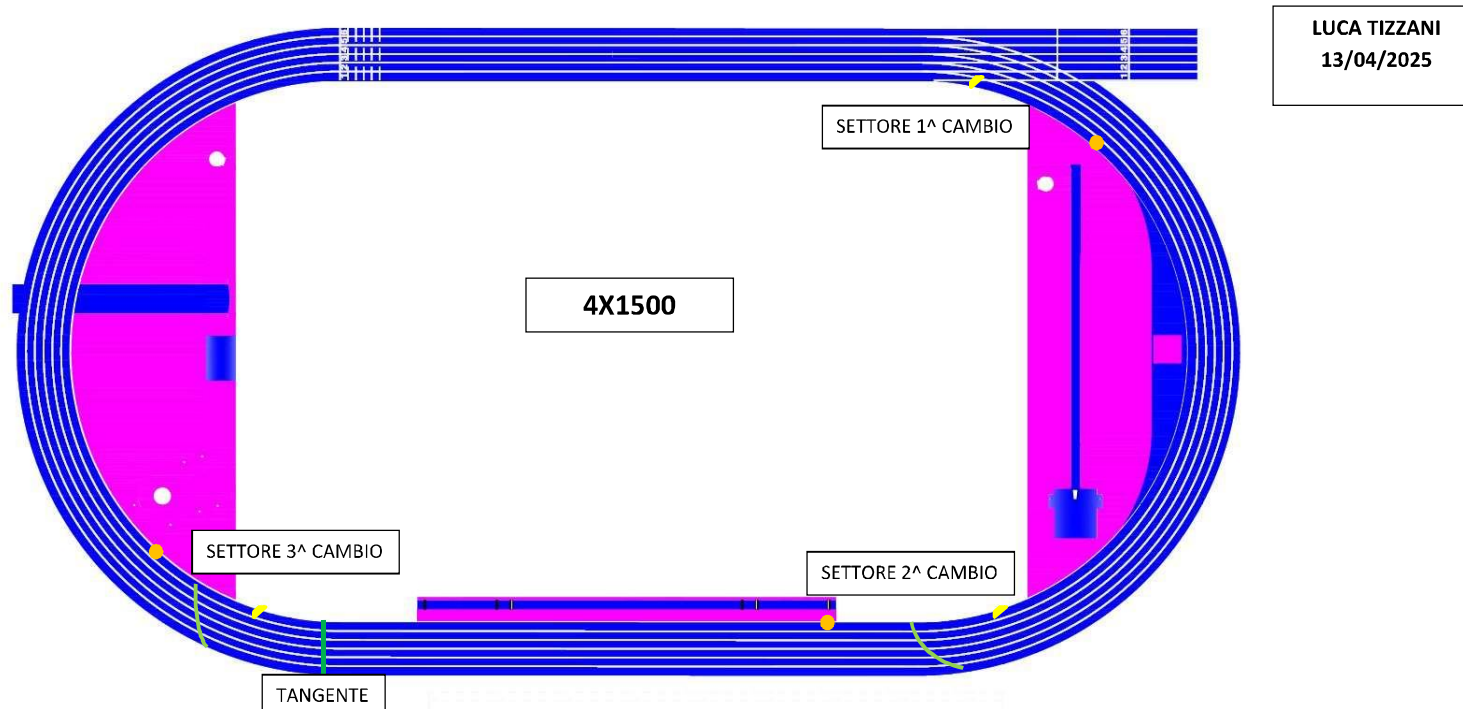 LUCA TIZZANI
13/04/2025
SETTORE 1^ CAMBIO
4X1500
SETTORE 3^ CAMBIO
SETTORE 2^ CAMBIO
TANGENTE